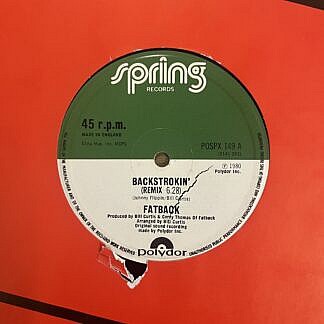 spring
RECORDS
45 r.p.m.
MADE IN ENGLAND
POSPX 149 A
BACKSTROKIN'
(REMIX 6.28)
(Johnny Flippin/Bill Curtis)
FATBACK
Produced by Bill Curtis & Gerry Thomas Of Fatback
Arranged by Bill Curtis
Original sound recording
made by Polydor Inc.
℗ 1980
Polydor Inc.
polydor